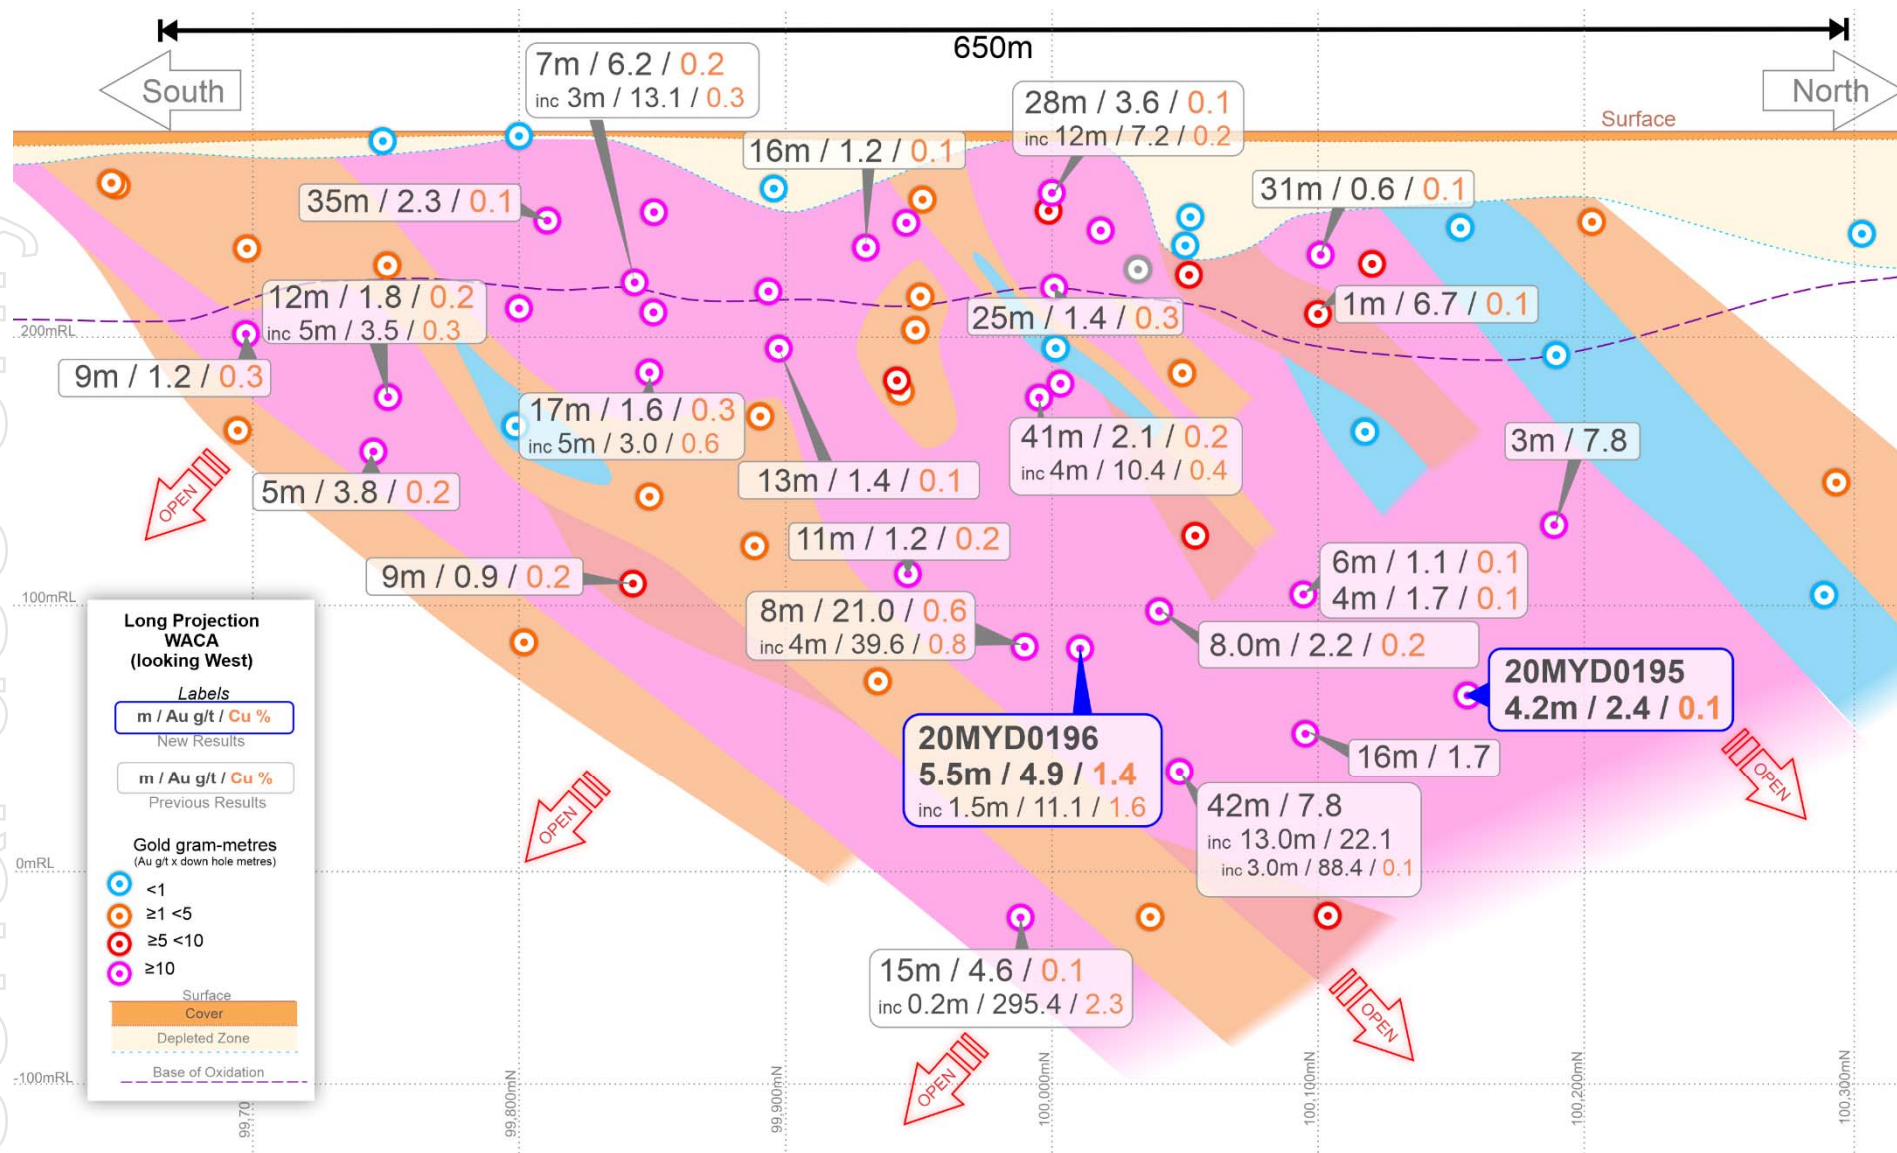 650m
South
North
Surface
7m / 6.2 / 0.2
inc 3m / 13.1 / 0.3
28m / 3.6 / 0.1
inc 12m / 7.2 / 0.2
16m / 1.2 / 0.1
35m / 2.3 / 0.1
31m / 0.6 / 0.1
12m / 1.8 / 0.2
inc 5m / 3.5 / 0.3
25m / 1.4 / 0.3
1m / 6.7 / 0.1
200mRL
9m / 1.2 / 0.3
17m / 1.6 / 0.3
inc 5m / 3.0 / 0.6
41m / 2.1 / 0.2
inc 4m / 10.4 / 0.4
3m / 7.8
13m / 1.4 / 0.1
5m / 3.8 / 0.2
OPEN
11m / 1.2 / 0.2
9m / 0.9 / 0.2
6m / 1.1 / 0.1
4m / 1.7 / 0.1
100mRL
8m / 21.0 / 0.6
inc 4m / 39.6 / 0.8
8.0m / 2.2 / 0.2
20MYD0195
4.2m / 2.4 / 0.1
20MYD0196
5.5m / 4.9 / 1.4
inc 1.5m / 11.1 / 1.6
16m / 1.7
OPEN
42m / 7.8
inc 13.0m / 22.1
inc 3.0m / 88.4 / 0.1
OPEN
0mRL
15m / 4.6 / 0.1
inc 0.2m / 295.4 / 2.3
OPEN
OPEN
-100mRL
Long Projection
WACA
(looking West)
Labels
m / Au g/t / Cu %
New Results
m / Au g/t / Cu %
Previous Results
Gold gram-metres
(Au g/t x down hole metres)
<1
≥1 <5
≥5 <10
≥10
Surface
Cover
Depleted Zone
Base of Oxidation
99,70
99,800mN
99,900mN
100,000mN
100,100mN
100,200mN
100,300mN